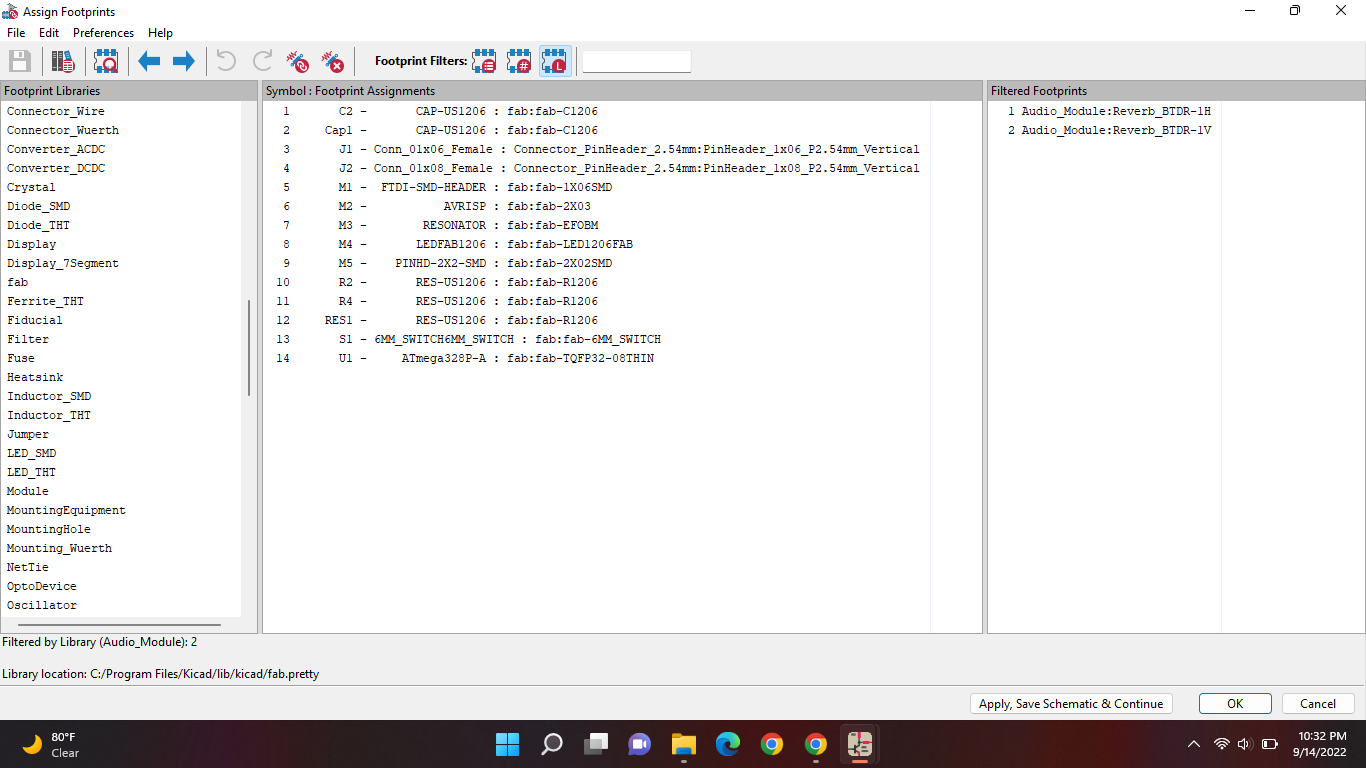 Assign Footprints
File Edit Preferences Help
Footprint Filters:
Footprint Libraries
Connector_Wire
Connector_Wuerth
Converter_ACDC
Converter_DCDC
Crystal
Diode_SMD
Diode_THT
Display
Display_7Segment
fab
Ferrite_THT
Fiducial
Filter
Fuse
Heatsink
Inductor_SMD
Inductor_THT
Jumper
LED_SMD
LED_THT
Module
MountingEquipment
MountingHole
Mounting_Wuerth
NetTie
OptoDevice
Oscillator
Symbol : Footprint Assignments
1 C2 - CAP-US1206 : fab:fab-C1206
2 Cap1 - CAP-US1206 : fab:fab-C1206
3 J1 - Conn_01x06_Female : Connector_PinHeader_2.54mm:PinHeader_1x06_P2.54mm_Vertical
4 J2 - Conn_01x08_Female : Connector_PinHeader_2.54mm:PinHeader_1x08_P2.54mm_Vertical
5 M1 - FTDI-SMD-HEADER : fab:fab-1X06SMD
6 M2 - AVRISP : fab:fab-2X03
7 M3 - RESONATOR : fab:fab-EFOBM
8 M4 - LEDFAB1206 : fab:fab-LED1206FAB
9 M5 - PINHD-2X2-SMD : fab:fab-2X02SMD
10 R2 - RES-US1206 : fab:fab-R1206
11 R4 - RES-US1206 : fab:fab-R1206
12 RES1 - RES-US1206 : fab:fab-R1206
13 S1 - 6MM_SWITCH6MM_SWITCH : fab:fab-6MM_SWITCH
14 U1 - ATmega328P-A : fab:fab-TQFP32-08THIN
Filtered Footprints
1 Audio_Module:Reverb_BTDR-1H
2 Audio_Module:Reverb_BTDR-1V
Filtered by Library (Audio_Module): 2
Library location: C:/Program Files/Kicad/lib/kicad/fab.pretty
Apply, Save Schematic & Continue OK Cancel
80°F
Clear
10:32 PM
9/14/2022